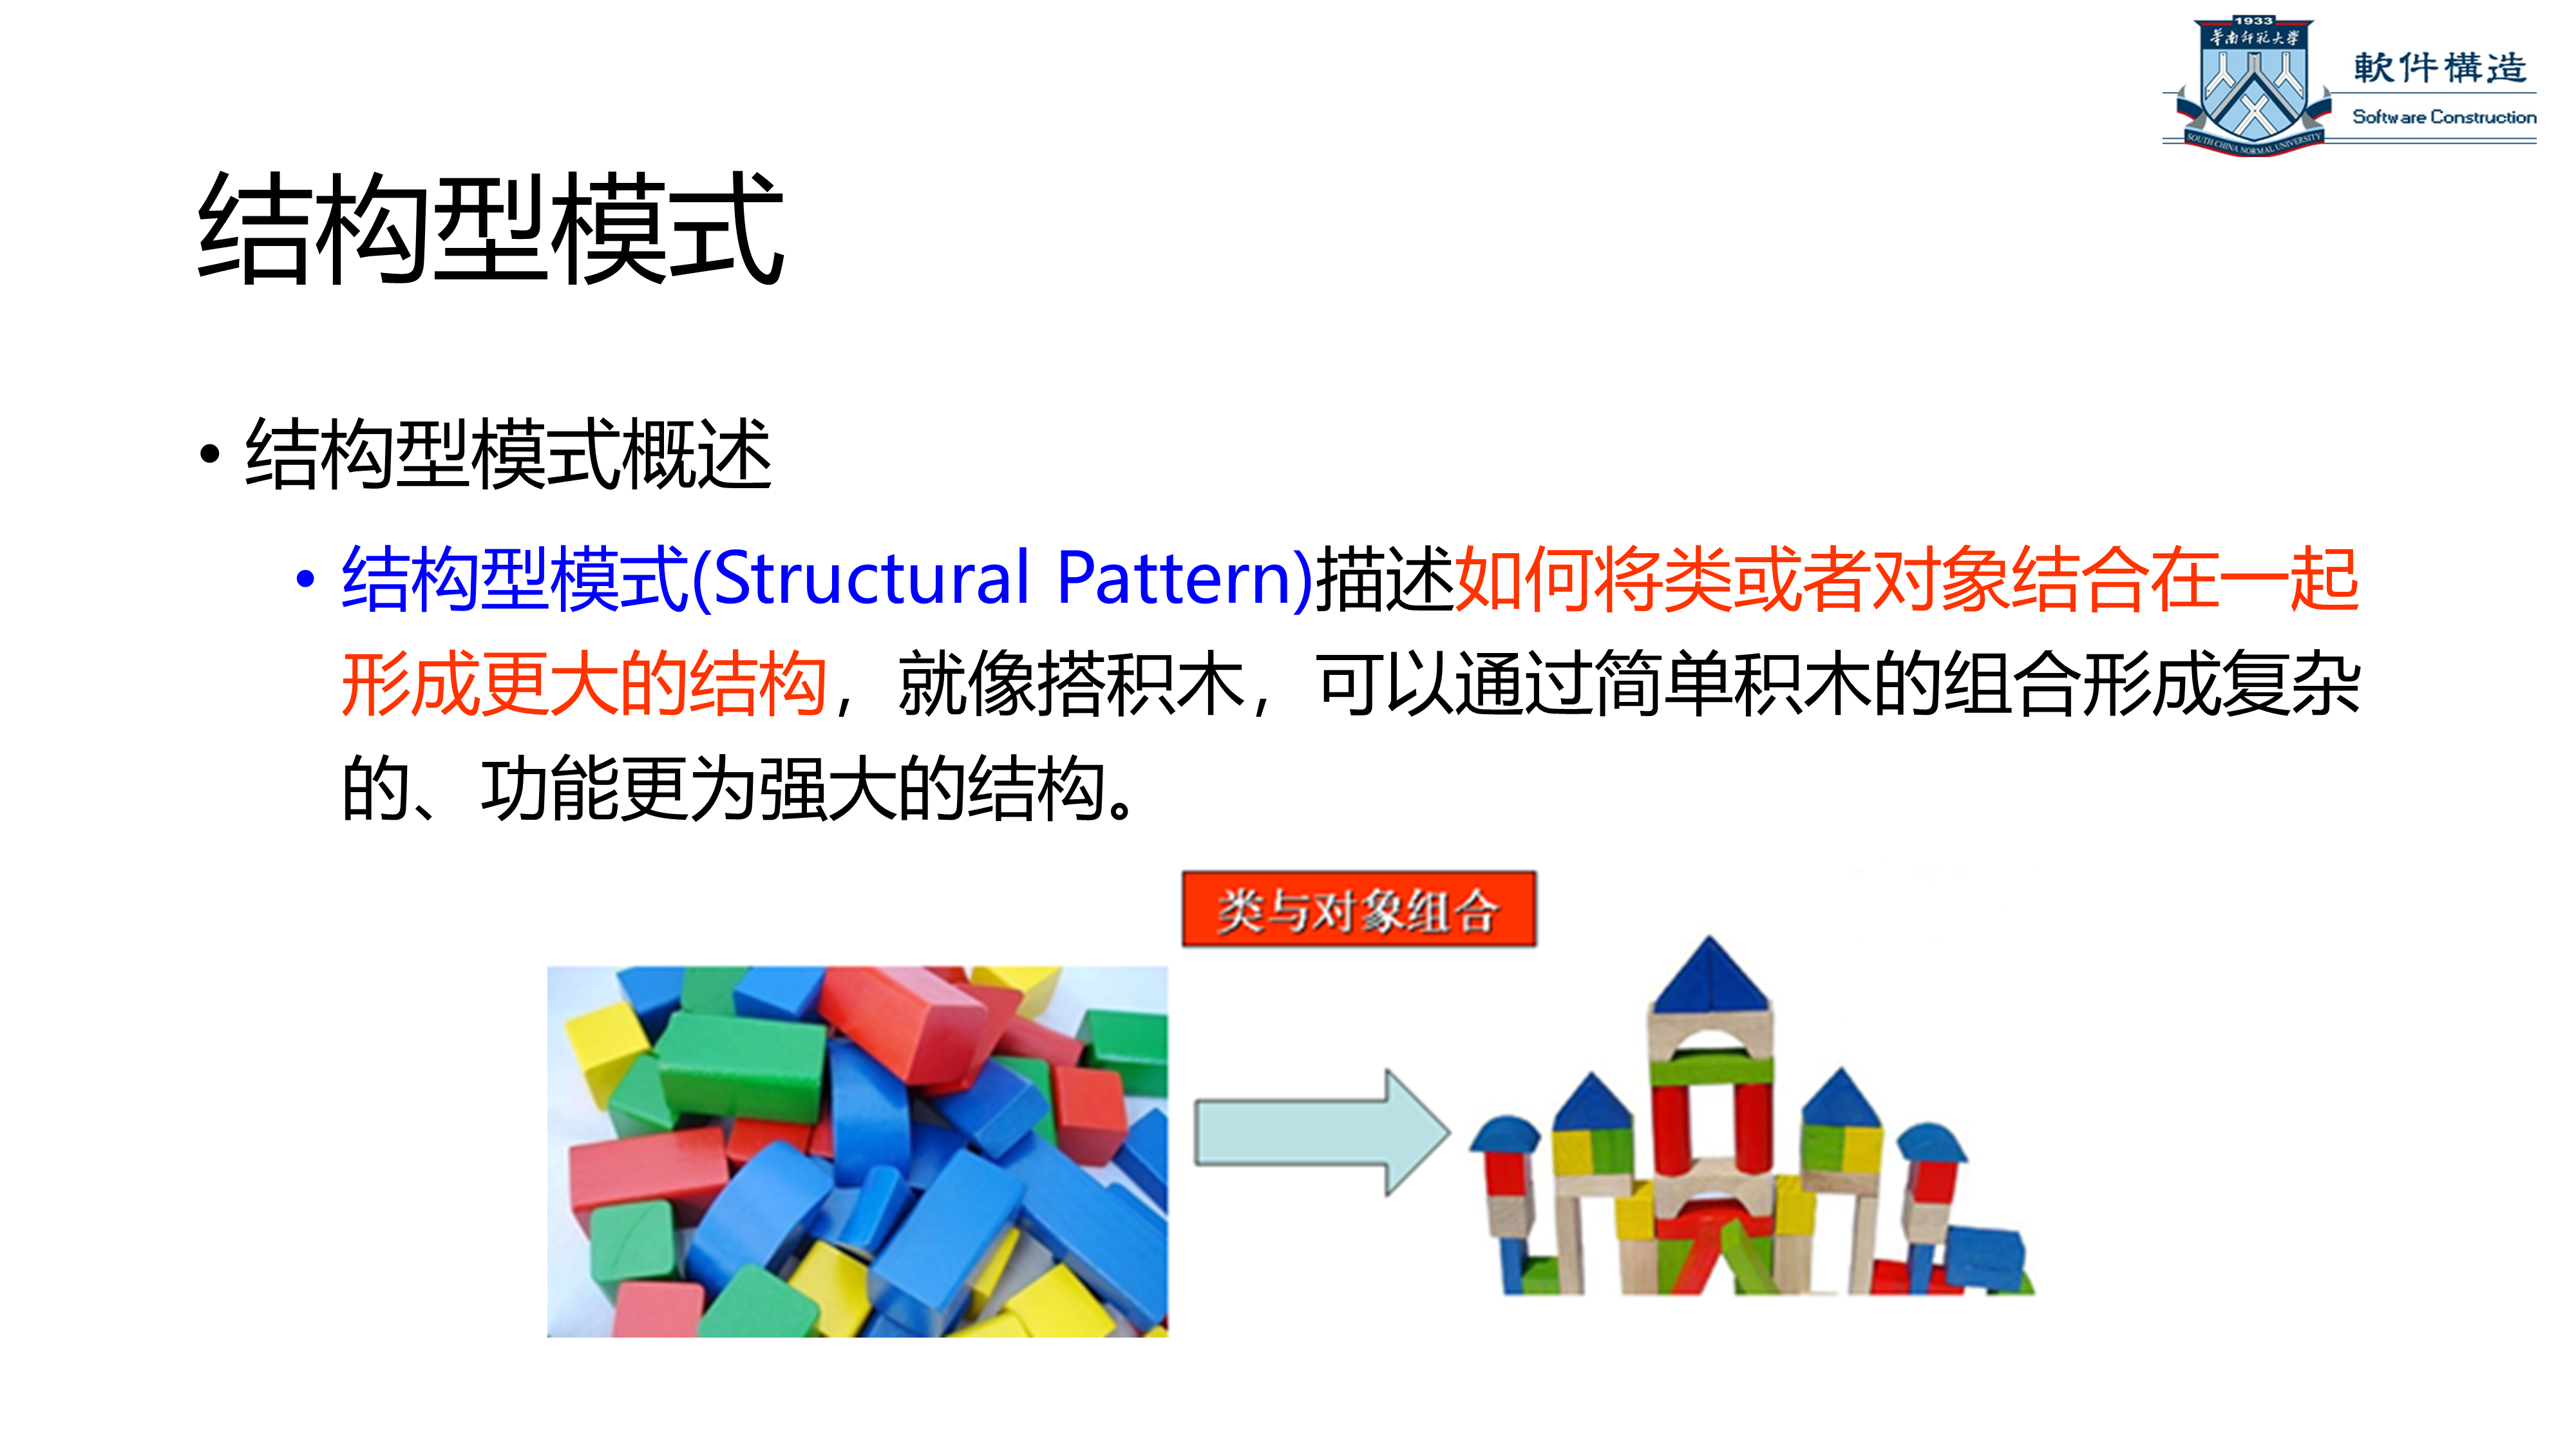 1933
华南师范大学
SOUTH CHINA NORMAL UNIVERSITY
軟件構造
Software Construction
结构型模式
• 结构型模式概述
• 结构型模式(Structural Pattern)描述如何将类或者对象结合在一起
形成更大的结构，就像搭积木，可以通过简单积木的组合形成复杂
的、功能更为强大的结构。
类与对象组合